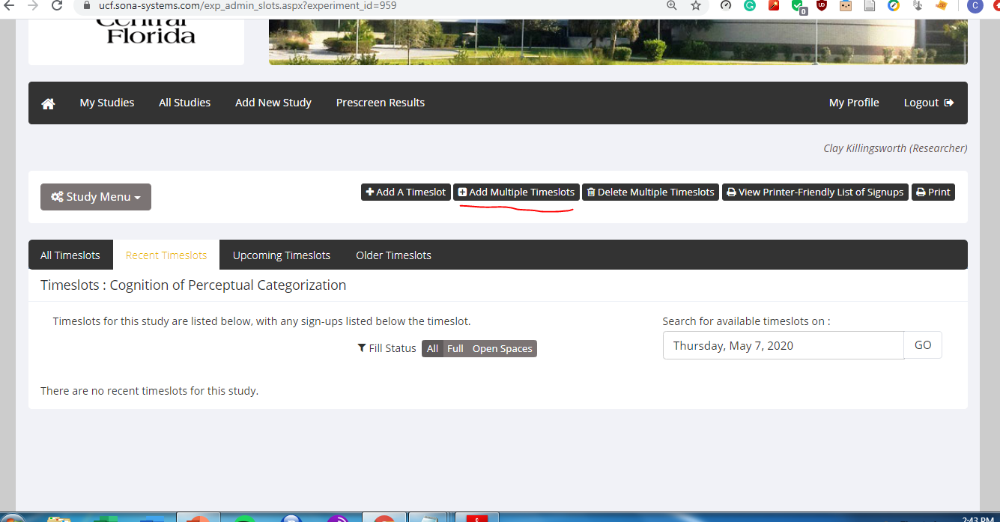 ucf.sona-systems.com/exp_admin_slots.aspx?experiment_id=959
Central
Florida
My Studies All Studies Add New Study Prescreen Results My Profile Logout
Clay Killingsworth (Researcher)
Study Menu
Add A Timeslot Add Multiple Timeslots Delete Multiple Timeslots View Printer-Friendly List of Signups Print
All Timeslots Recent Timeslots Upcoming Timeslots Older Timeslots
Timeslots : Cognition of Perceptual Categorization
Timeslots for this study are listed below, with any sign-ups listed below the timeslot.
Search for available timeslots on :
Fill Status All Full Open Spaces
Thursday, May 7, 2020 GO
There are no recent timeslots for this study.
2:43 PM